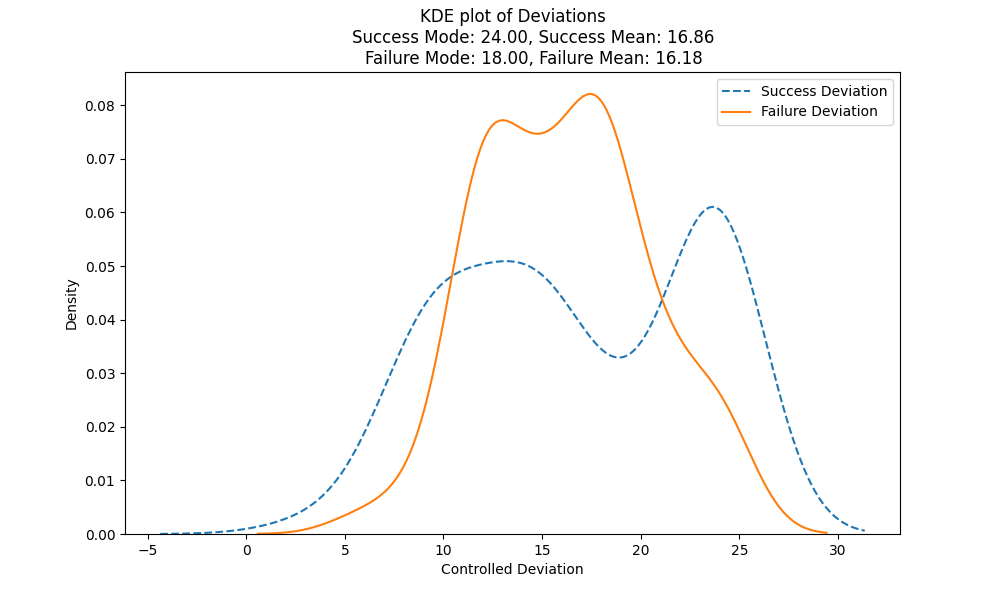 KDE plot of Deviations
Success Mode: 24.00, Success Mean: 16.86
Failure Mode: 18.00, Failure Mean: 16.18
Success Deviation
Failure Deviation
0.08
0.07
0.06
0.05
0.04
0.03
0.02
0.01
0.00
Density
−5
0
5
10
15
20
25
30
Controlled Deviation